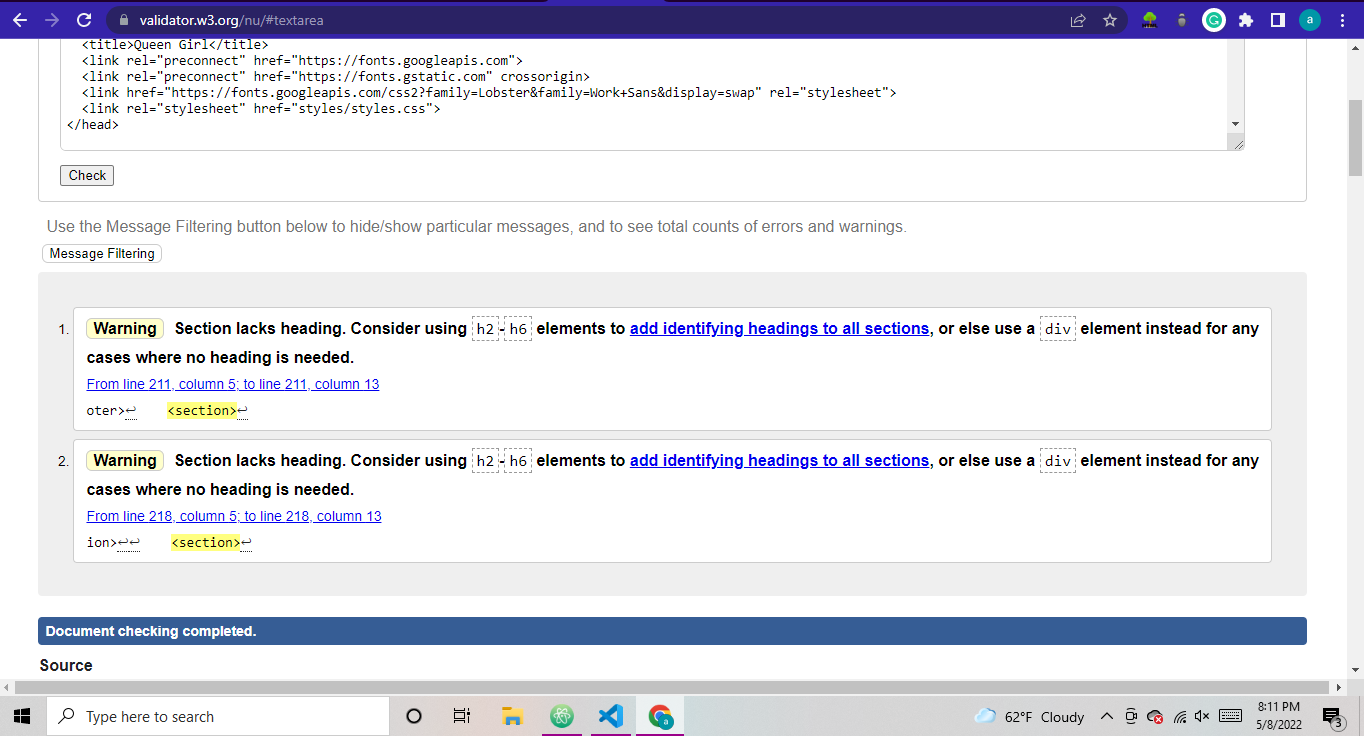 validator.w3.org/nu/#textarea
a
<title>Queen Girl</title>
<link rel="preconnect" href="https://fonts.googleapis.com">
<link rel="preconnect" href="https://fonts.gstatic.com" crossorigin>
<link href="https://fonts.googleapis.com/css2?family=Lobster&family=Work+Sans&display=swap" rel="stylesheet">
<link rel="stylesheet" href="styles/styles.css">
</head>
Check
Use the Message Filtering button below to hide/show particular messages, and to see total counts of errors and warnings.
Message Filtering
1. Warning Section lacks heading. Consider using h2-h6 elements to add identifying headings to all sections, or else use a div element instead for any
cases where no heading is needed.
From line 211, column 5; to line 211, column 13
oter>↩ <section>↩
2. Warning Section lacks heading. Consider using h2-h6 elements to add identifying headings to all sections, or else use a div element instead for any
cases where no heading is needed.
From line 218, column 5; to line 218, column 13
ion>↩↩ <section>↩
Document checking completed.
Source
Type here to search
a
62°F Cloudy
8:11 PM
5/8/2022
3